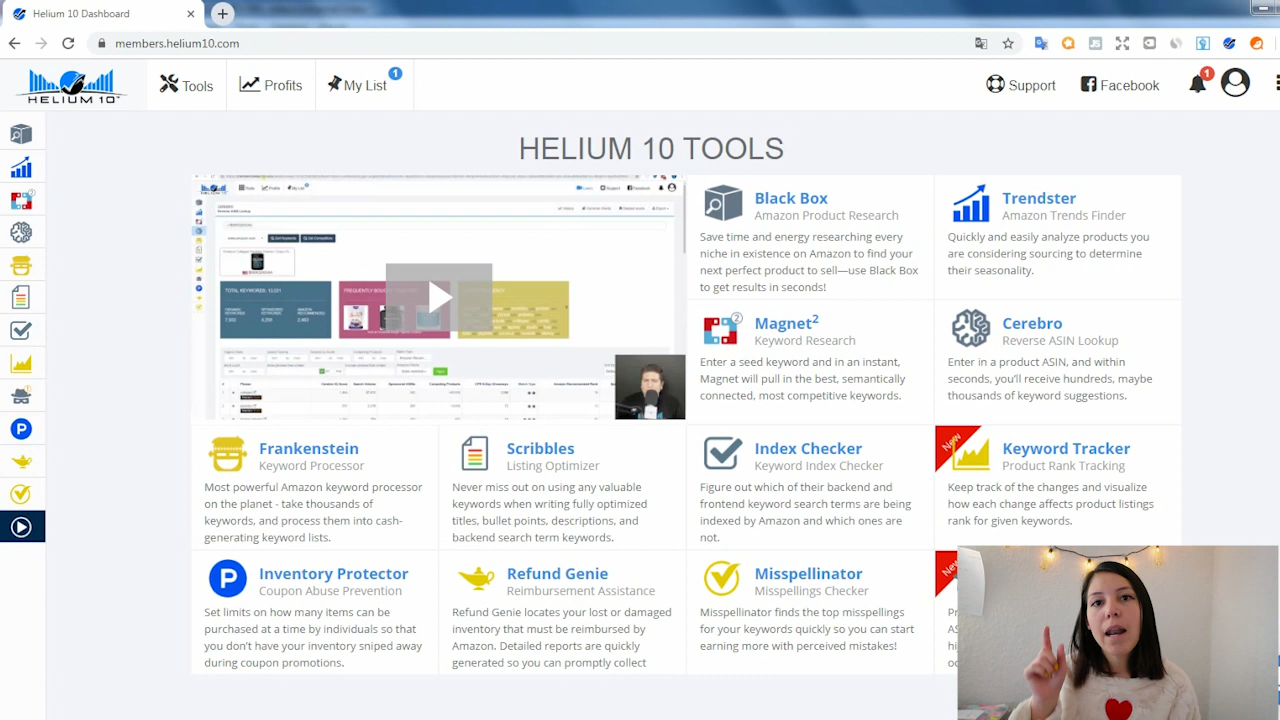 Helium 10 Dashboard
members.helium10.com
HELIUM 10
Tools
Profits
My List
1
Support
Facebook
1
HELIUM 10 TOOLS
Black Box
Amazon Product Research
Save time and energy researching every
niche in existence on Amazon to find your
next perfect product to sell—use Black Box
to get results in seconds!
Trendster
Amazon Trends Finder
Quickly and easily analyze products you
are considering sourcing to determine
their seasonality.
Magnet2
Keyword Research
Enter a seed keyword and in an instant,
Magnet will pull in the best, semantically
connected, most competitive keywords.
Cerebro
Reverse ASIN Lookup
Enter in a product ASIN, and within
seconds, you'll receive hundreds, maybe
thousands of keyword suggestions.
Frankenstein
Keyword Processor
Most powerful Amazon keyword processor
on the planet - take thousands of
keywords, and process them into cash-
generating keyword lists.
Scribbles
Listing Optimizer
Never miss out on using any valuable
keywords when writing fully optimized
titles, bullet points, descriptions, and
backend search term keywords.
Index Checker
Keyword Index Checker
Figure out which of their backend and
frontend keyword search terms are being
indexed by Amazon and which ones are
not.
New
Keyword Tracker
Product Rank Tracking
Keep track of the changes and visualize
how each change affects product listings
rank for given keywords.
P
Inventory Protector
Coupon Abuse Prevention
Set limits on how many items can be
purchased at a time by individuals so that
you don't have your inventory sniped away
during coupon promotions.
Refund Genie
Reimbursement Assistance
Refund Genie locates your lost or damaged
inventory that must be reimbursed by
Amazon. Detailed reports are quickly
generated so you can promptly collect
Misspellinator
Misspellings Checker
Misspellinator finds the top misspellings
for your keywords quickly so you can start
earning more with perceived mistakes!
New